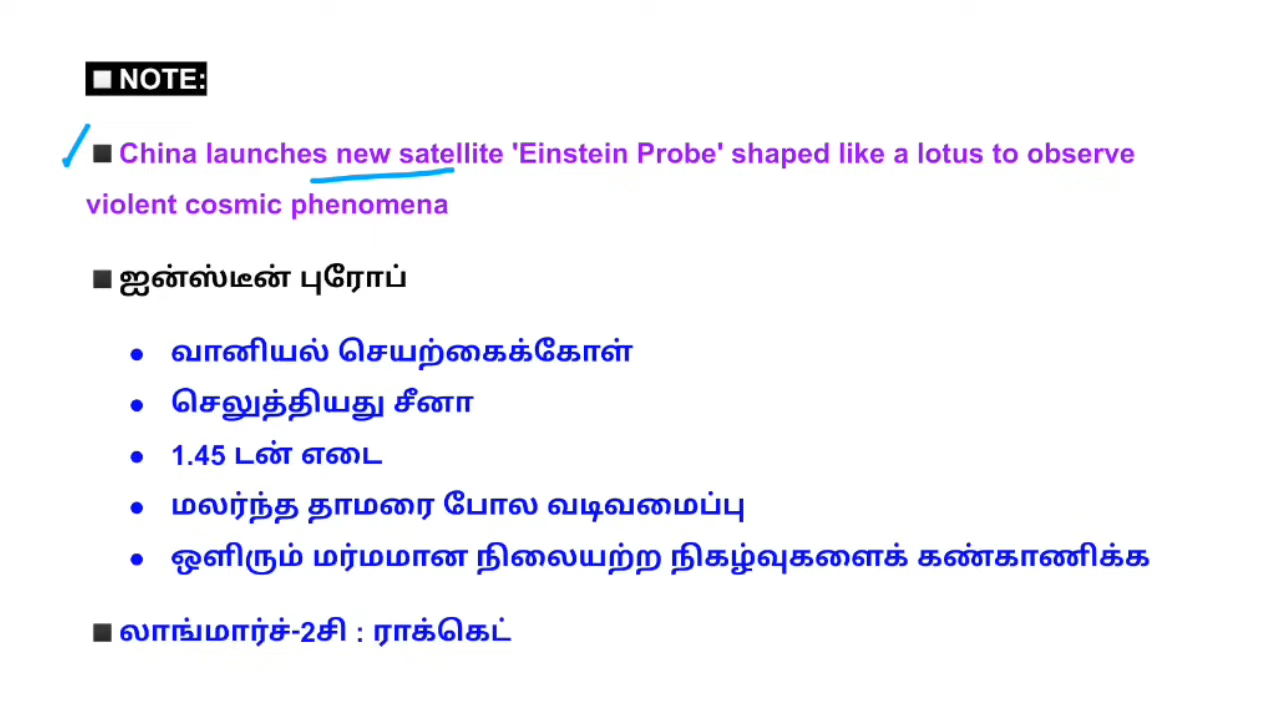 ◻️NOTE:
◼️China launches new satellite 'Einstein Probe' shaped like a lotus to observe
violent cosmic phenomena
◼️ஐன்ஸ்டீன் புரோப்
● வானியல் செயற்கைக்கோள்
● செலுத்தியது சீனா
● 1.45 டன் எடை
● மலர்ந்த தாமரை போல வடிவமைப்பு
● ஒளிரும் மர்மமான நிலையற்ற நிகழ்வுகளைக் கண்காணிக்க
◼️லாங்மார்ச்-2சி : ராக்கெட்